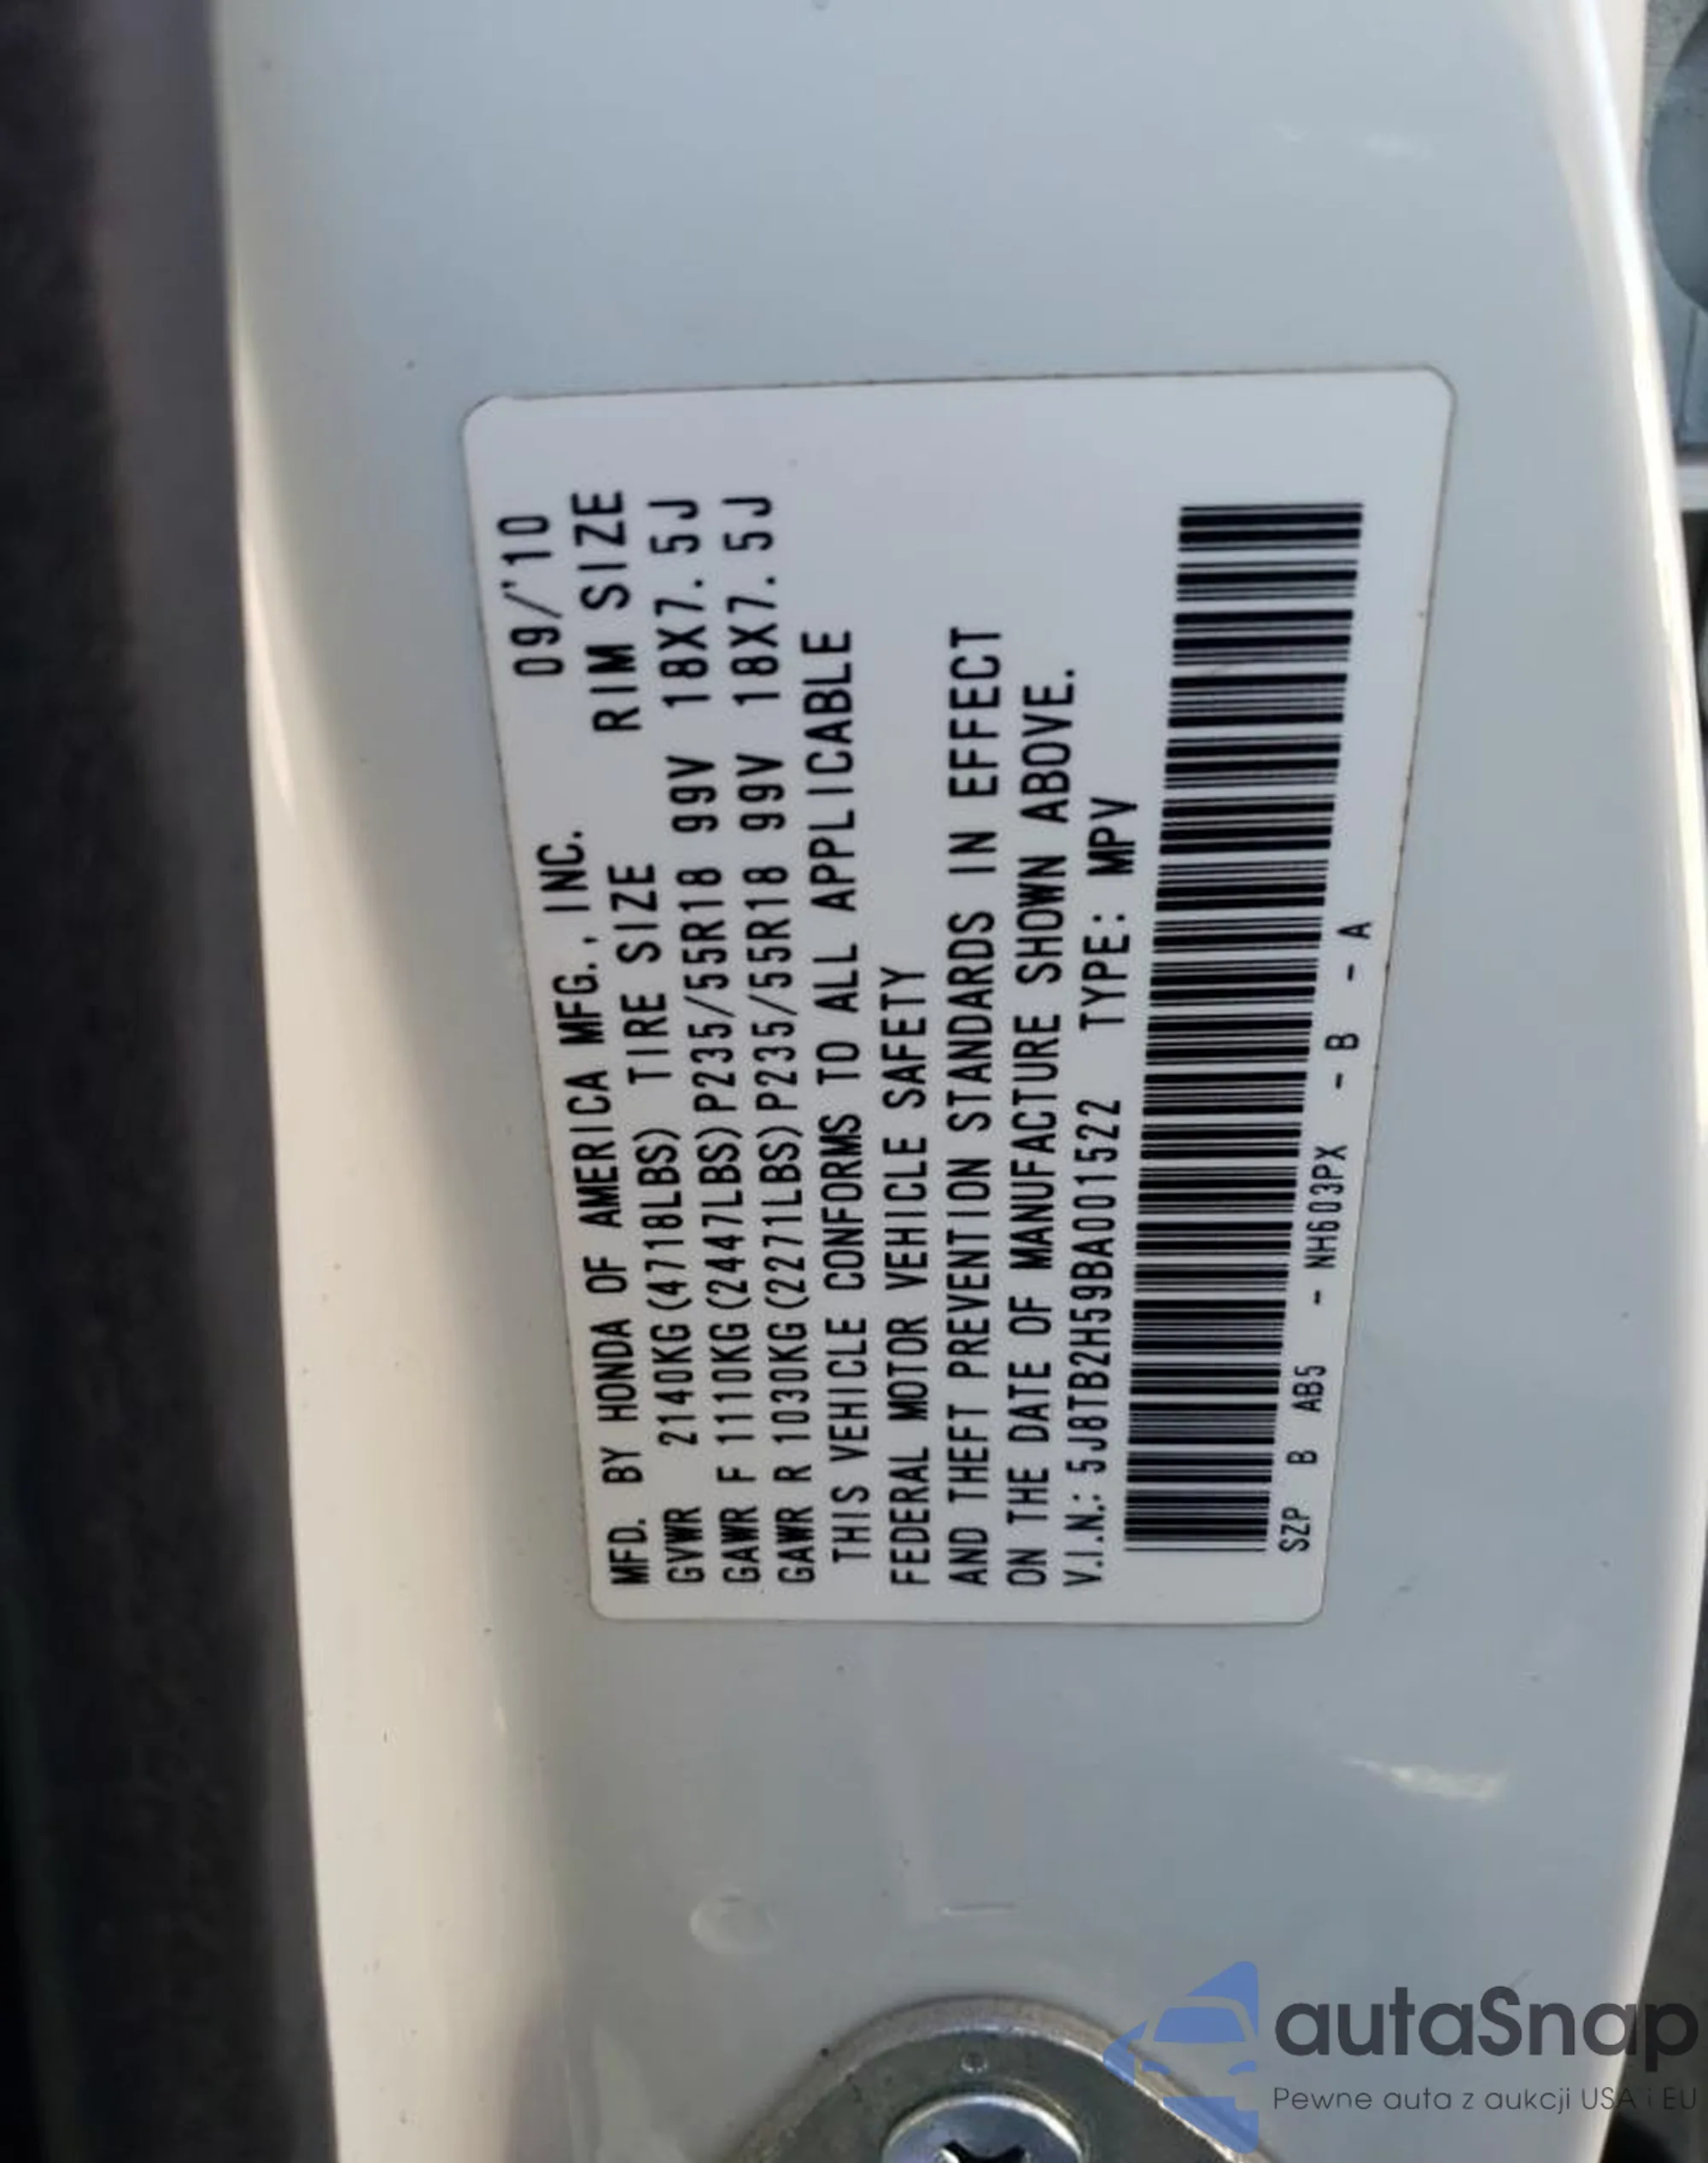 MFD. BY HONDA OF AMERICA MFG., INC. 09/'10
GVWR 2140KG(4718LBS) TIRE SIZE RIM SIZE
GAWR F 1110KG(2447LBS)P235/55R18 99V 18X7.5J
GAWR R 1030KG(2271LBS)P235/55R18 99V 18X7.5J
THIS VEHICLE CONFORMS TO ALL APPLICABLE
FEDERAL MOTOR VEHICLE SAFETY
AND THEFT PREVENTION STANDARDS IN EFFECT
ON THE DATE OF MANUFACTURE SHOWN ABOVE.
V.I.N.: 5J8TB2H59BA001522 TYPE: MPV
SZP B AB5 - NH603PX - B - A
autaSnap
Pewne auta z aukcji USA i EU